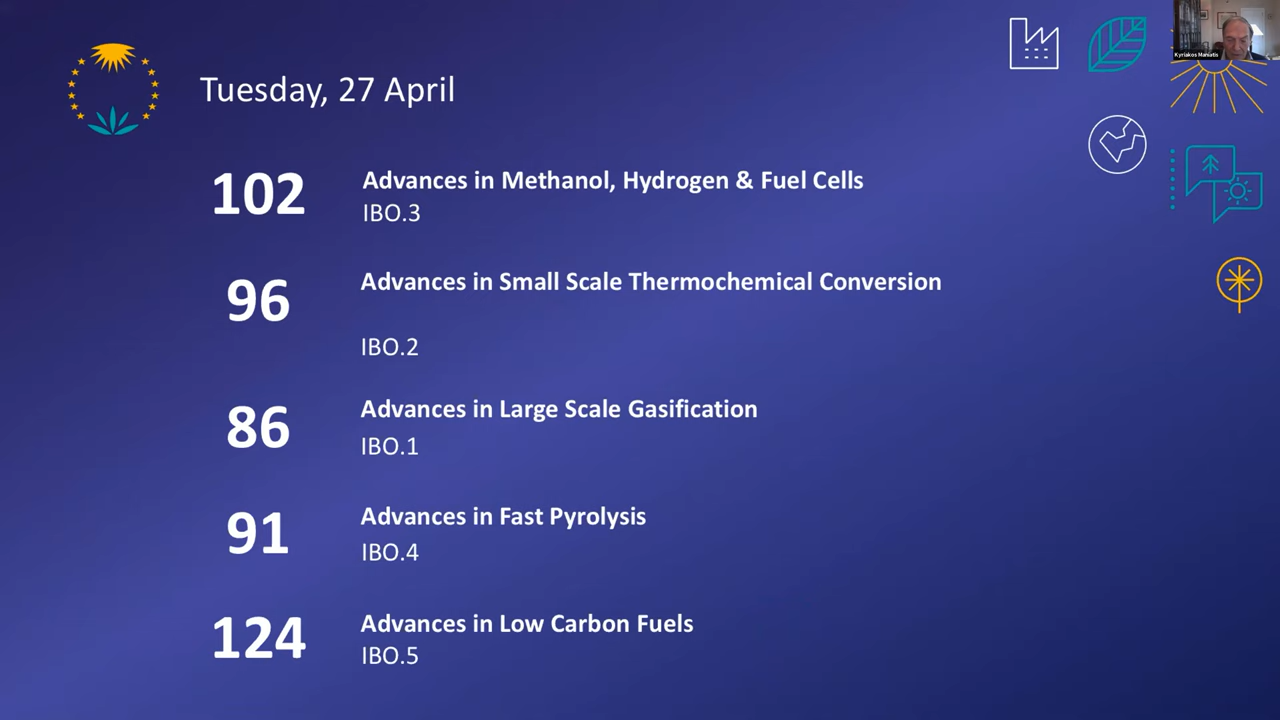 Tuesday, 27 April
102
Advances in Methanol, Hydrogen & Fuel Cells
IBO.3
96
Advances in Small Scale Thermochemical Conversion
IBO.2
86
Advances in Large Scale Gasification
IBO.1
91
Advances in Fast Pyrolysis
IBO.4
124
Advances in Low Carbon Fuels
IBO.5
Kyriakos Maniatis